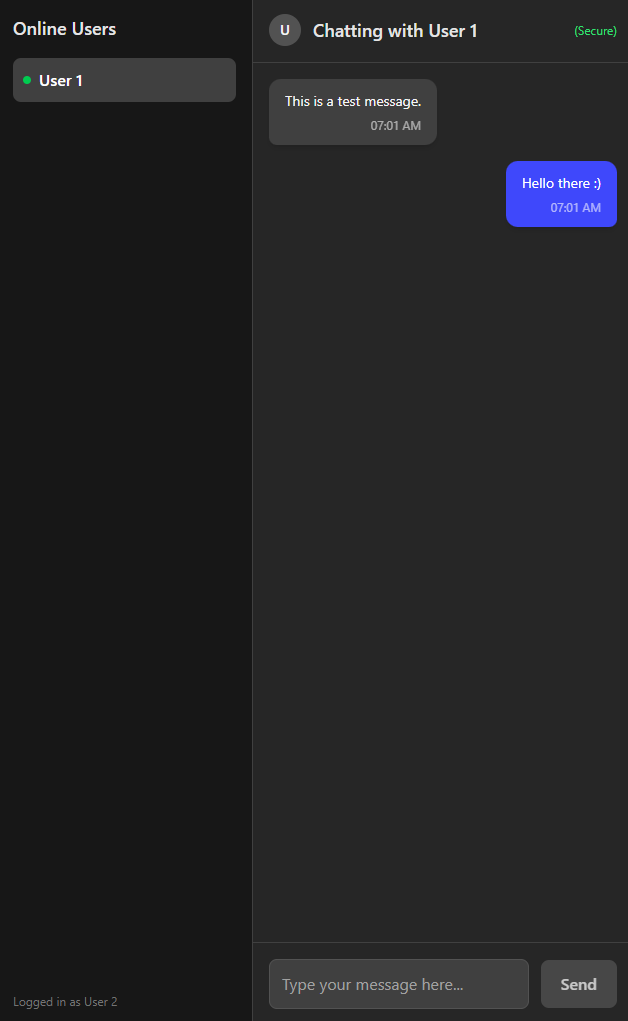 Online Users
User 1
Logged in as User 2
U
Chatting with User 1
(Secure)
This is a test message.
07:01 AM
Hello there :)
07:01 AM
Type your message here...
Send